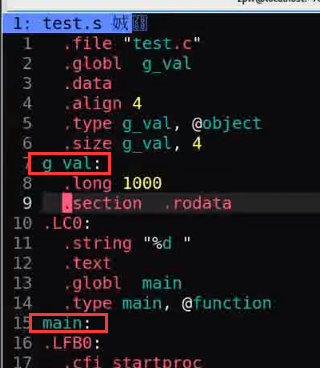 1: test.s
1 .file "test.c"
2 .globl g_val
3 .data
4 .align 4
5 .type g_val, @object
6 .size g_val, 4
7 g_val:
8 .long 1000
9 .section .rodata
10 .LC0:
11 .string "%d "
12 .text
13 .globl main
14 .type main, @function
15 main:
16 .LFB0:
17 .cfi_startproc